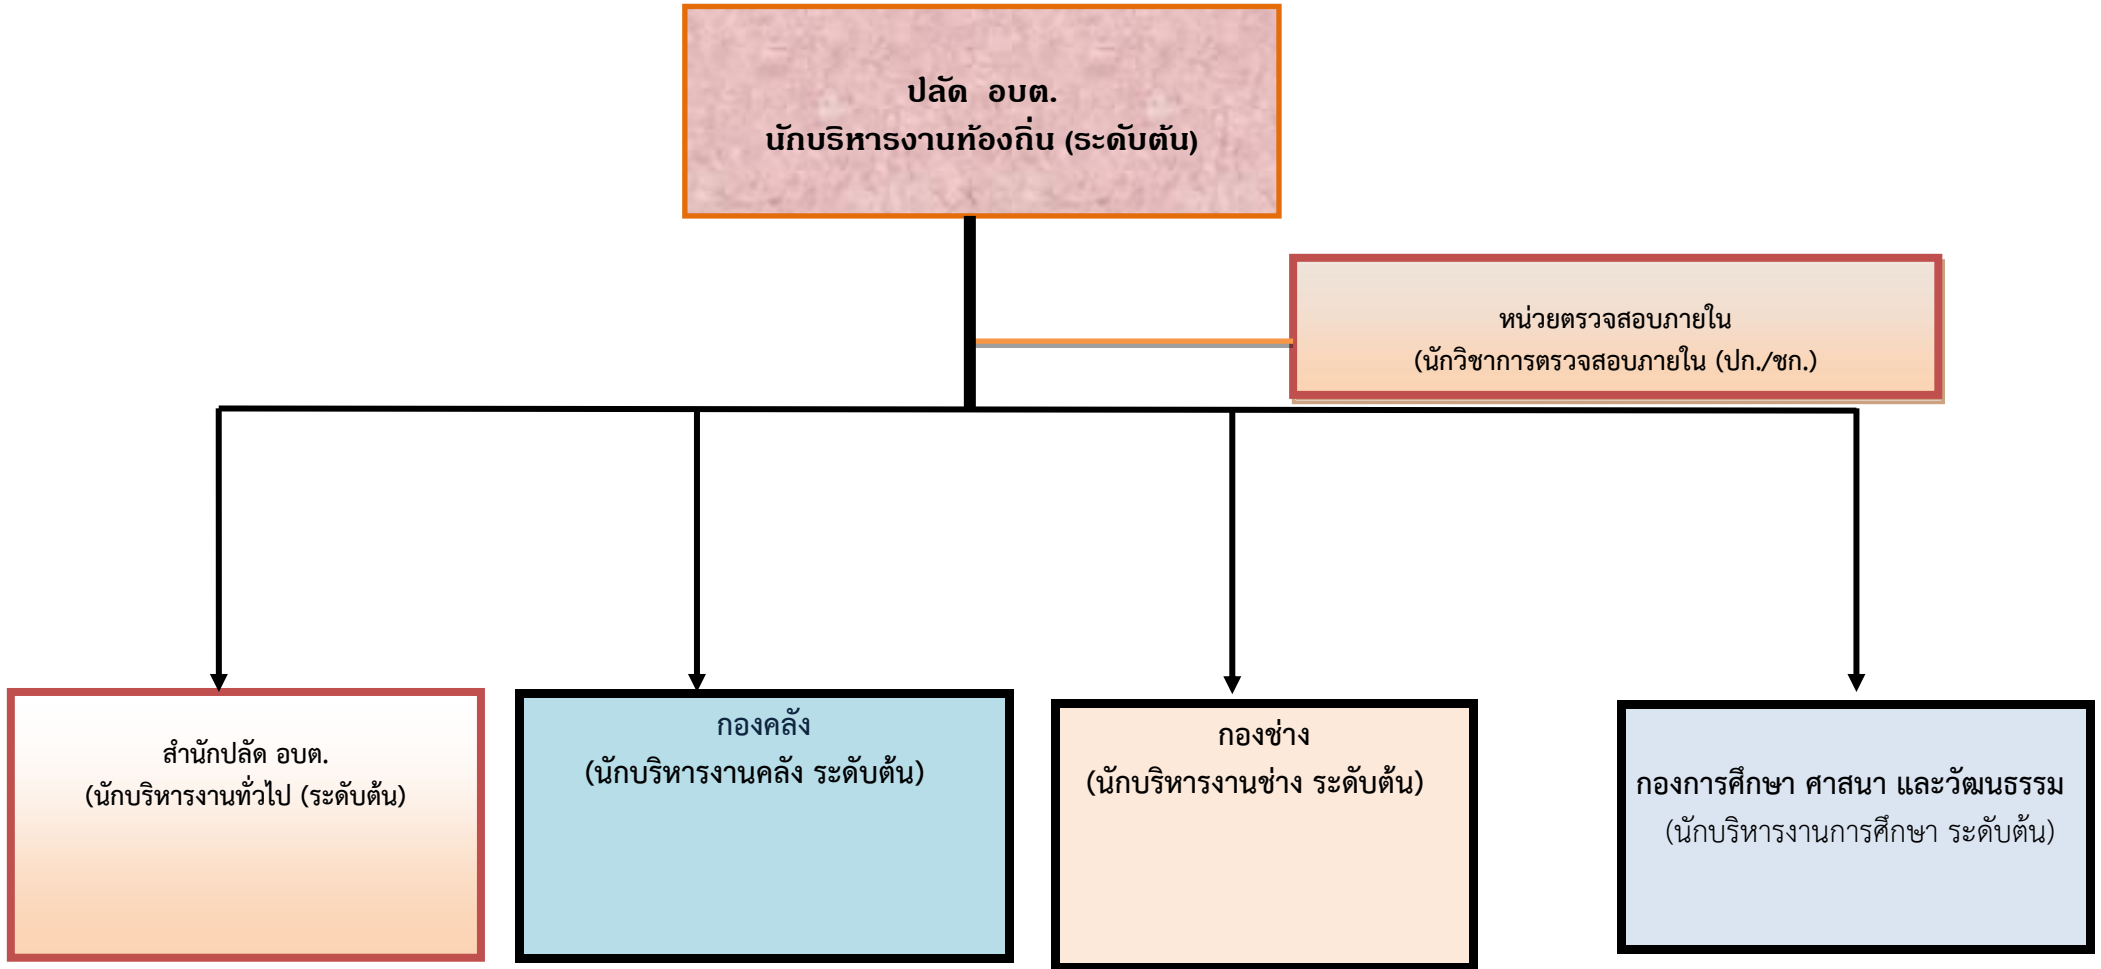 ปลัด อบต.
นักบริหารงานท้องถิ่น (ระดับต้น)
หน่วยตรวจสอบภายใน
(นักวิชาการตรวจสอบภายใน (ปก./ชก.)
สำนักปลัด อบต.
(นักบริหารงานทั่วไป (ระดับต้น)
กองคลัง
(นักบริหารงานคลัง ระดับต้น)
กองช่าง
(นักบริหารงานช่าง ระดับต้น)
กองการศึกษา ศาสนา และวัฒนธรรม
(นักบริหารงานการศึกษา ระดับต้น)